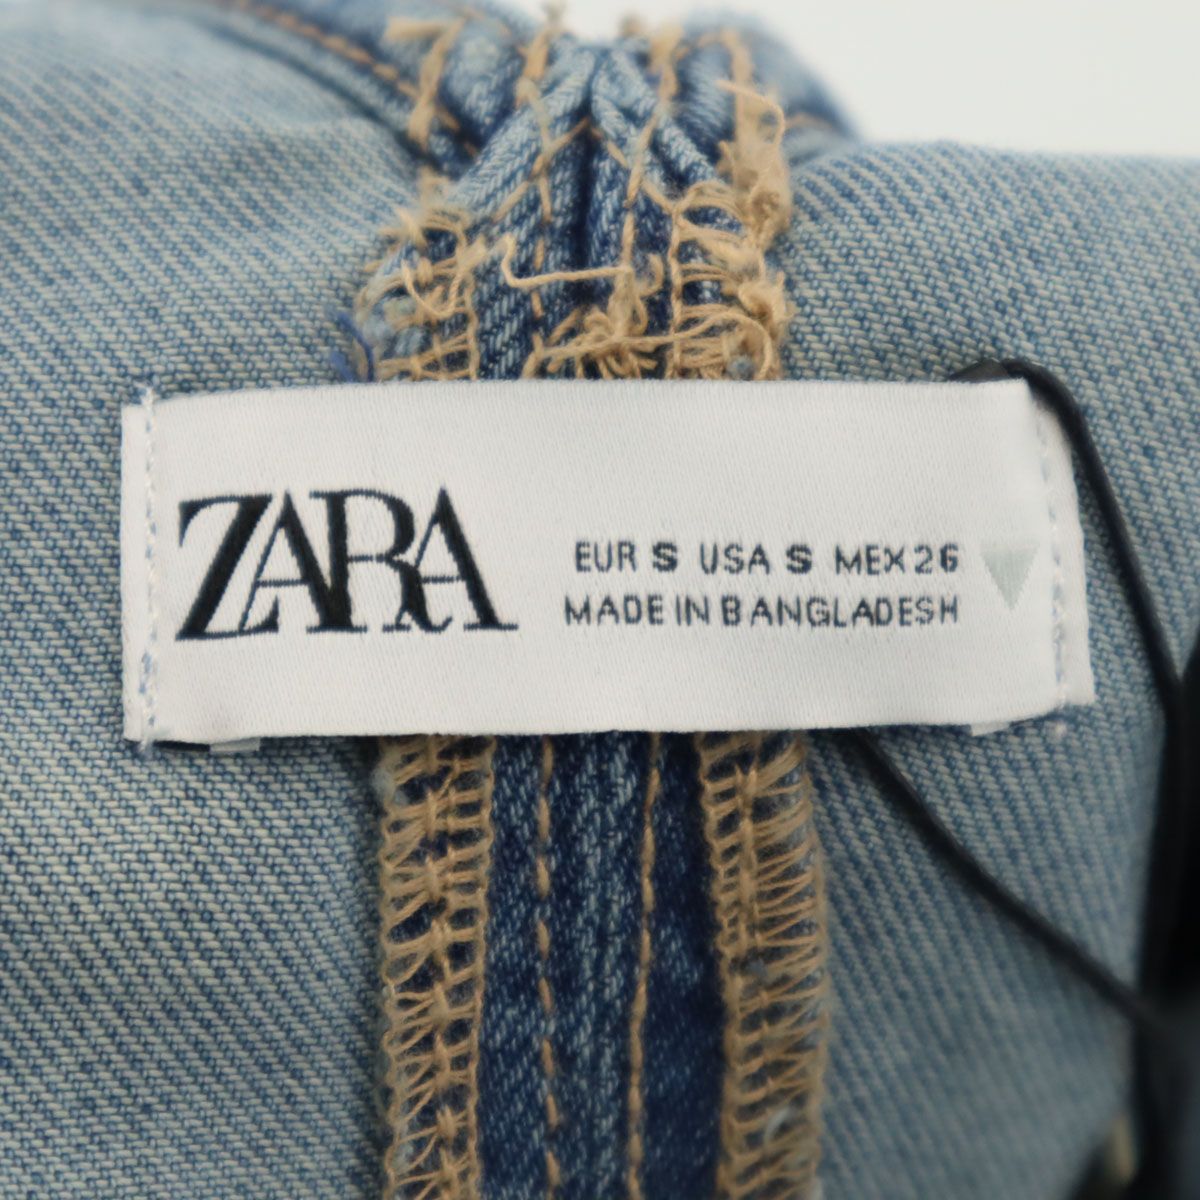 ZARA
EUR S USA S MEX 26
MADE IN BANGLADESH